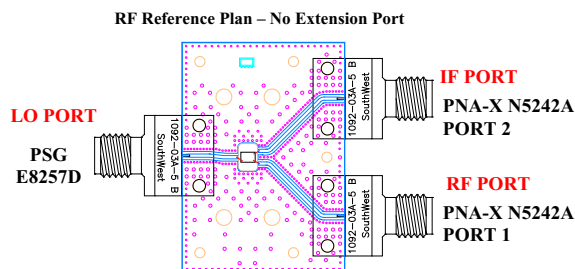 RF Reference Plan – No Extension Port
LO PORT
PSG
E8257D
1092-03A-5 B
SouthWest
1092-03A-5 B
SouthWest
IF PORT
PNA-X N5242A
PORT 2
1092-03A-5 B
SouthWest
RF PORT
PNA-X N5242A
PORT 1